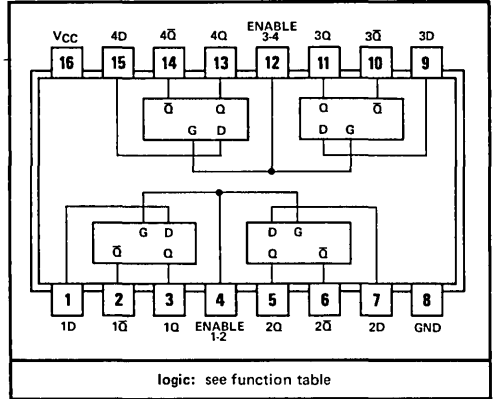 ENABLE
VCC 4D 4Q̅ 4Q 3-4 3Q 3Q̅ 3D
16 15 14 13 12 11 10 9
Q̅ Q Q Q̅
G D D G
G D D G
Q̅ Q Q Q̅
1 2 3 4 5 6 7 8
1D 1Q̅ 1Q ENABLE 2Q 2Q̅ 2D GND
1-2
logic: see function table